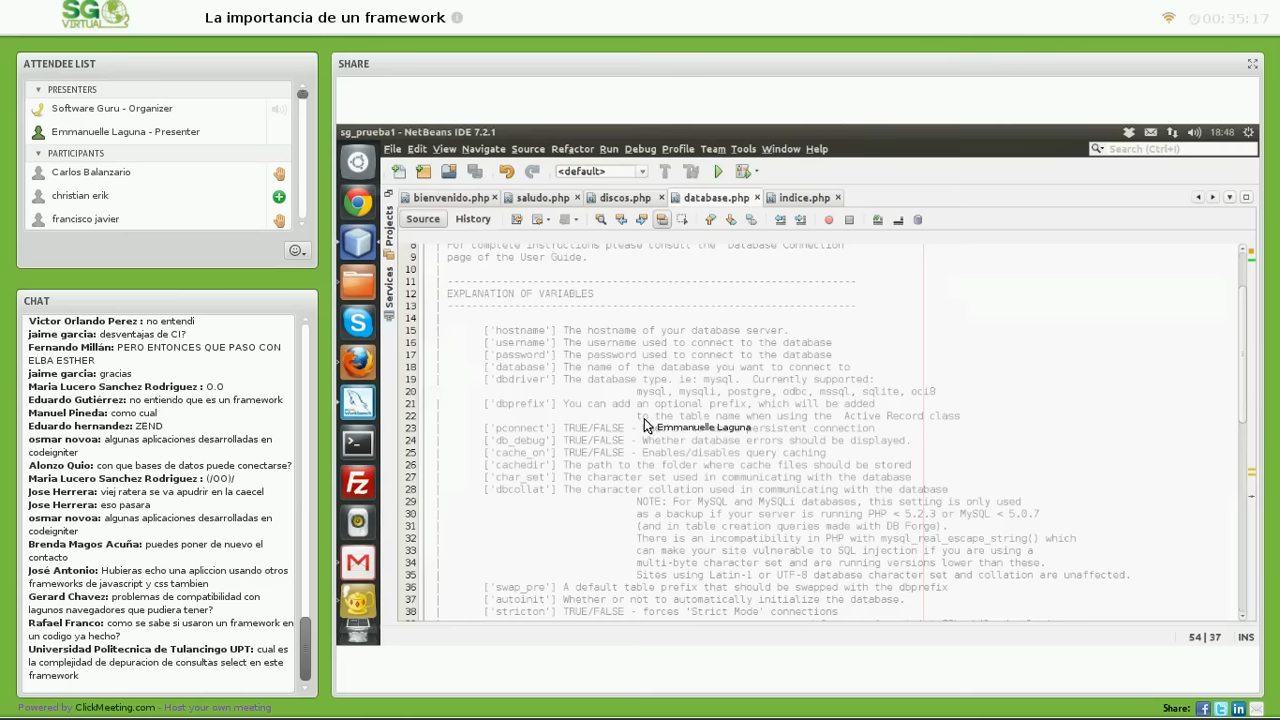 SG
VIRTUAL
La importancia de un framework
00:35:17
ATTENDEE LIST
PRESENTERS
Software Guru - Organizer
Emmanuelle Laguna - Presenter
PARTICIPANTS
Carlos Balanzario
christian erik
francisco javier
CHAT
Victor Orlando Perez : no entendi
jaime garcia: desventajas de CI?
Fernando Millán: PERO ENTONCES QUE PASO CON
ELBA ESTHER
jaime garcia: gracias
Maria Lucero Sanchez Rodriguez : 0.0
Eduardo Gutiérrez: no entiendo que es un framework
Manuel Pineda: como cual
Eduardo hernandez: ZEND
osmar novoa: algunas aplicaciones desarrolladas en
codeigniter
Alonzo Quio: con que bases de datos puede conectarse?
Maria Lucero Sanchez Rodriguez : (/OO)/
Jose Herrera: viej ratera se va apudrir en la caecel
Jose Herrera: eso pasara
osmar novoa: algunas aplicaciones desarrolladas en
codeigniter
Brenda Magos Acuña: puedes poner de nuevo el
contacto
José Antonio: Hubieras echo una apliccion usando otros
frameworks de javascript y css tambien
Gerard Chavez: problemas de compatibilidad con
lagunos navegadores que pudiera tener?
Rafael Franco: como se sabe si usaron un framework en
un codigo ya hecho?
Universidad Politecnica de Tulancingo UPT: cual es
la complejidad de depuracion de consultas select en este
framework
SHARE
sg_prueba1 - NetBeans IDE 7.2.1
18:48
File Edit View Navigate Source Refactor Run Debug Profile Team Tools Window Help
Search (Ctrl+I)
<default>
bienvenido.php saludo.php discos.php database.php indice.php
Source History
Projects
Services
8 | For complete instructions please consult the 'Database Connection'
9 | page of the User Guide.
10 |
11 | -------------------------------------------------------------------
12 | EXPLANATION OF VARIABLES
13 | -------------------------------------------------------------------
14 |
15 | ['hostname'] The hostname of your database server.
16 | ['username'] The username used to connect to the database
17 | ['password'] The password used to connect to the database
18 | ['database'] The name of the database you want to connect to
19 | ['dbdriver'] The database type. ie: mysql. Currently supported:
20 | mysql, mysqli, postgre, odbc, mssql, sqlite, oci8
21 | ['dbprefix'] You can add an optional prefix, which will be added
22 | to the table name when using the Active Record class
23 | ['pconnect'] TRUE/FALSE - persistent connection
Emmanuelle Laguna
24 | ['db_debug'] TRUE/FALSE - Whether database errors should be displayed.
25 | ['cache_on'] TRUE/FALSE - Enables/disables query caching
26 | ['cachedir'] The path to the folder where cache files should be stored
27 | ['char_set'] The character set used in communicating with the database
28 | ['dbcollat'] The character collation used in communicating with the database
29 | NOTE: For MySQL and MySQLi databases, this setting is only used
30 | as a backup if your server is running PHP < 5.2.3 or MySQL < 5.0.7
31 | (and in table creation queries made with DB Forge).
32 | There is an incompatibility in PHP with mysql_real_escape_string() which
33 | can make your site vulnerable to SQL injection if you are using a
34 | multi-byte character set and are running versions lower than these.
35 | Sites using Latin-1 or UTF-8 database character set and collation are unaffected.
36 | ['swap_pre'] A default table prefix that should be swapped with the dbprefix
37 | ['autoinit'] Whether or not to automatically initialize the database.
38 | ['stricton'] TRUE/FALSE - forces 'Strict Mode' connections
54 | 37 INS
Powered by ClickMeeting.com - Host your own meeting
Share: